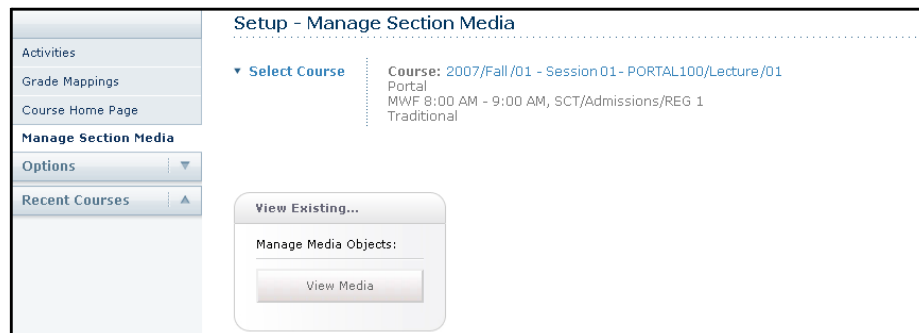 Setup - Manage Section Media
Activities
Grade Mappings
Course Home Page
Manage Section Media
Options
Recent Courses
Select Course
Course: 2007/Fall/01 - Session 01- PORTAL100/Lecture/01
Portal
MWF 8:00 AM - 9:00 AM, SCT/Admissions/REG 1
Traditional
View Existing...
Manage Media Objects:
View Media